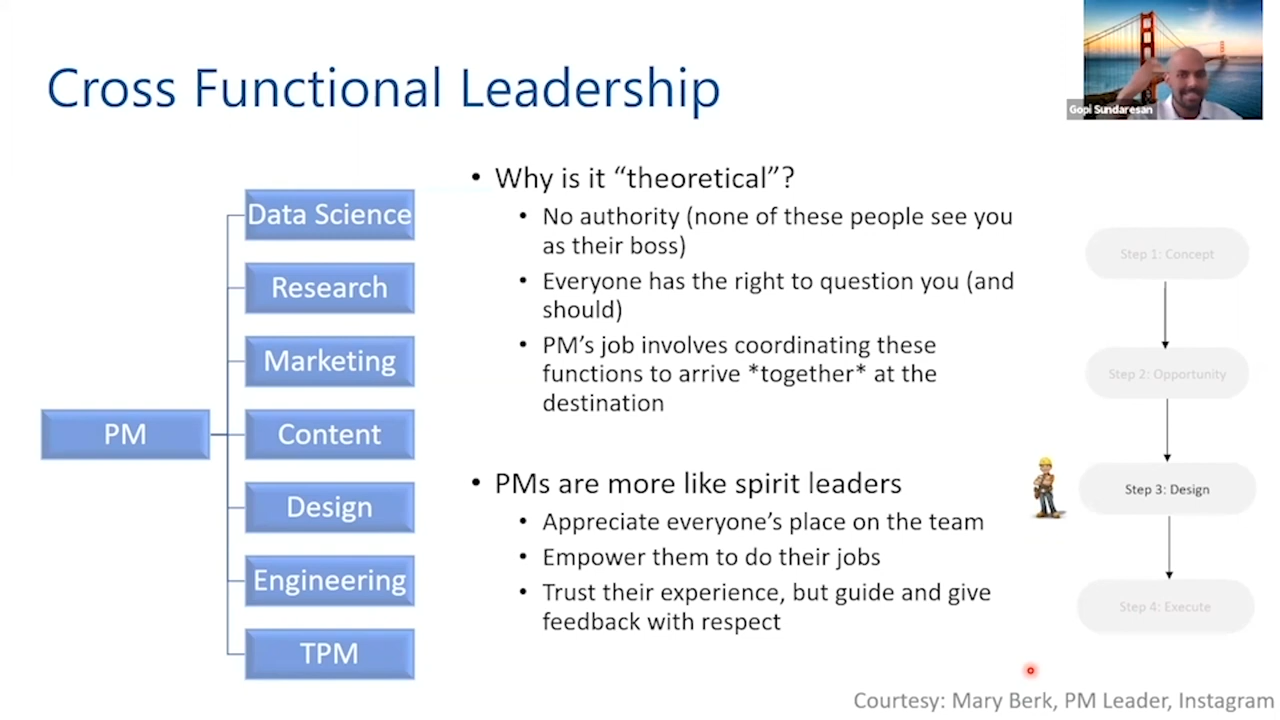 Cross Functional Leadership
Gopi Sundaresan
Data Science
Research
Marketing
PM
Content
Design
Engineering
TPM
• Why is it “theoretical”?
• No authority (none of these people see you
as their boss)
• Everyone has the right to question you (and
should)
• PM’s job involves coordinating these
functions to arrive *together* at the
destination
• PMs are more like spirit leaders
• Appreciate everyone’s place on the team
• Empower them to do their jobs
• Trust their experience, but guide and give
feedback with respect
Step 1: Concept
Step 2: Opportunity
Step 3: Design
Step 4: Execute
Courtesy: Mary Berk, PM Leader, Instagram